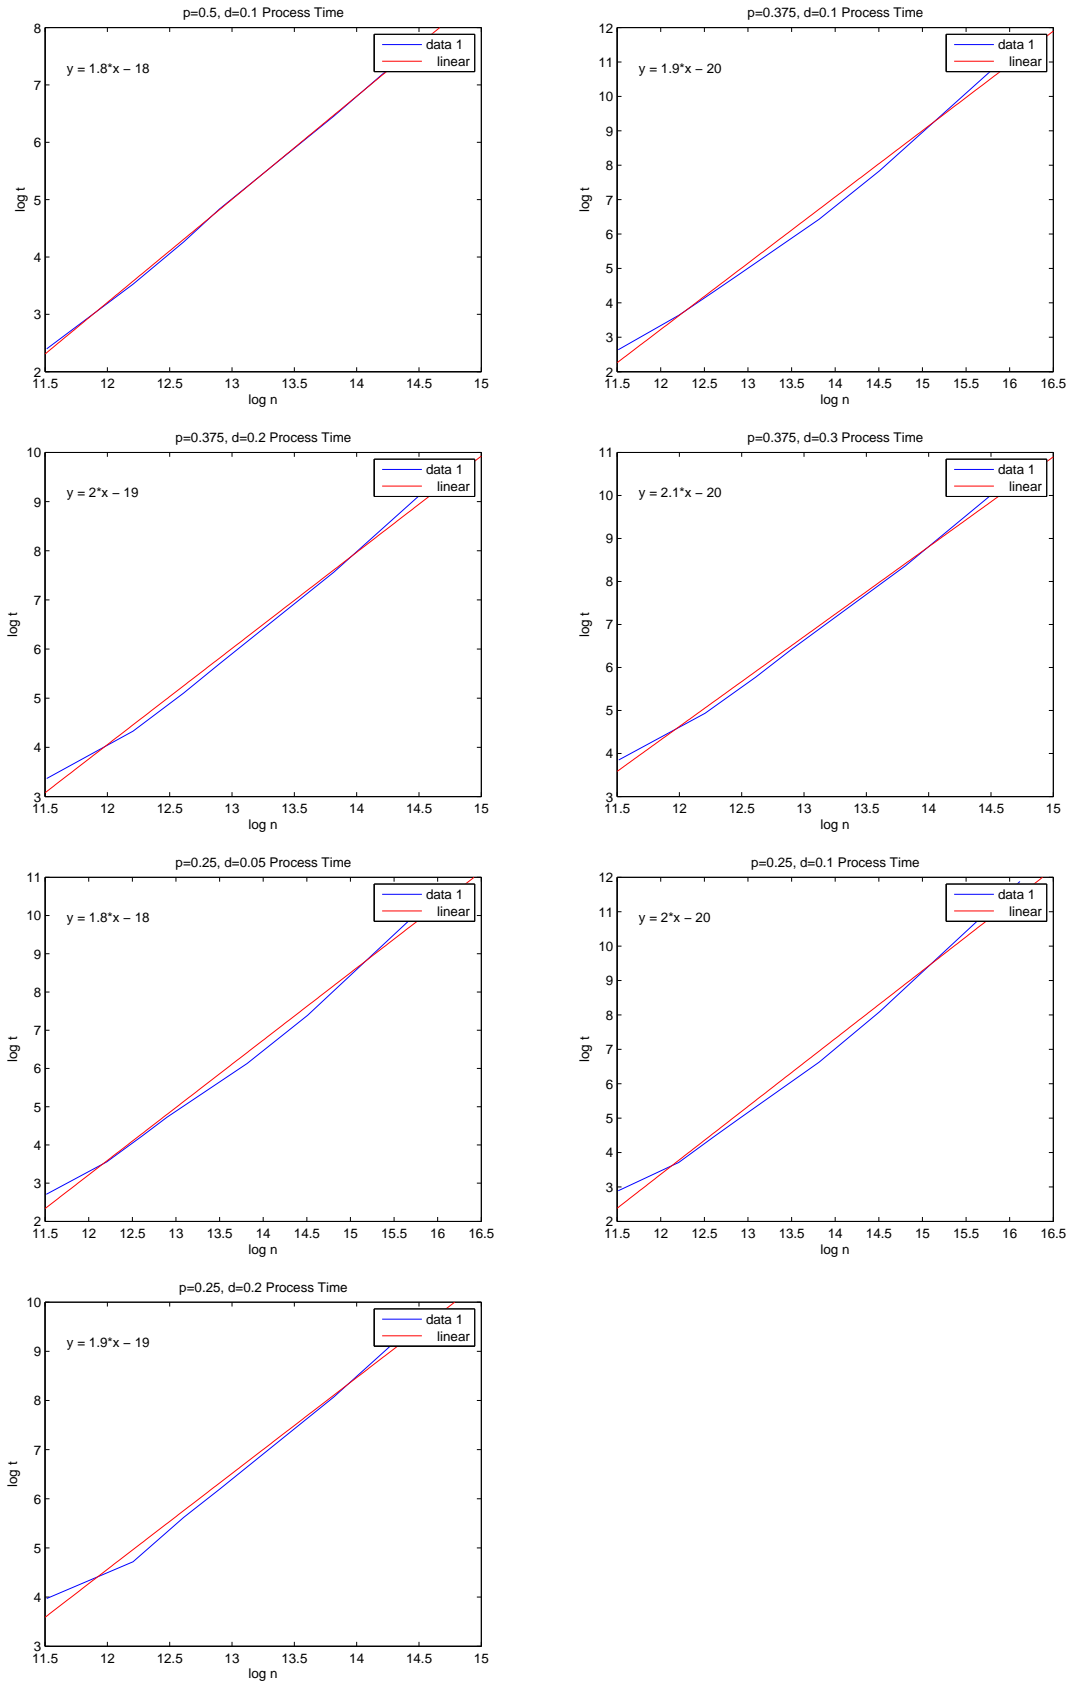 p=0.5, d=0.1 Process Time
8
7
6
5
4
3
2
log t
y = 1.8*x − 18
data 1
linear
11.5 12 12.5 13 13.5 14 14.5 15
log n
p=0.375, d=0.1 Process Time
12
11
10
9
8
7
6
5
4
3
2
log t
y = 1.9*x − 20
data 1
linear
11.5 12 12.5 13 13.5 14 14.5 15 15.5 16 16.5
log n
p=0.375, d=0.2 Process Time
10
9
8
7
6
5
4
3
log t
y = 2*x − 19
data 1
linear
11.5 12 12.5 13 13.5 14 14.5 15
log n
p=0.375, d=0.3 Process Time
11
10
9
8
7
6
5
4
3
log t
y = 2.1*x − 20
data 1
linear
11.5 12 12.5 13 13.5 14 14.5 15
log n
p=0.25, d=0.05 Process Time
11
10
9
8
7
6
5
4
3
2
log t
y = 1.8*x − 18
data 1
linear
11.5 12 12.5 13 13.5 14 14.5 15 15.5 16 16.5
log n
p=0.25, d=0.1 Process Time
12
11
10
9
8
7
6
5
4
3
2
log t
y = 2*x − 20
data 1
linear
11.5 12 12.5 13 13.5 14 14.5 15 15.5 16 16.5
log n
p=0.25, d=0.2 Process Time
10
9
8
7
6
5
4
3
log t
y = 1.9*x − 19
data 1
linear
11.5 12 12.5 13 13.5 14 14.5 15
log n